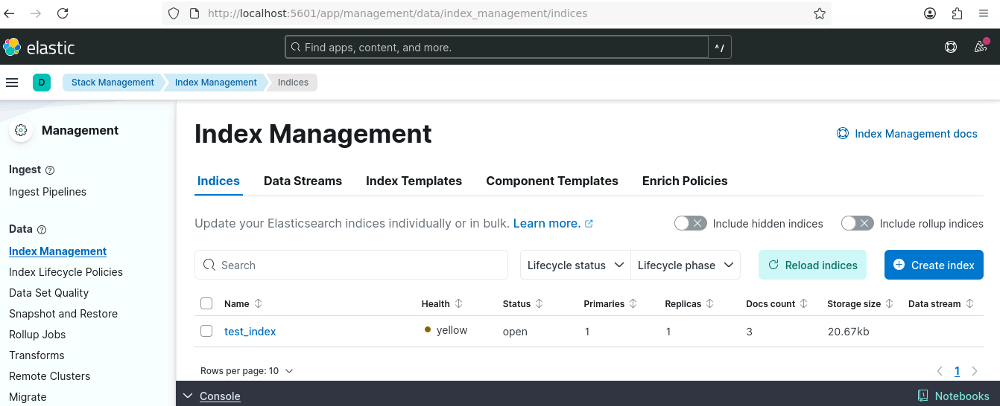 http://localhost:5601/app/management/data/index_management/indices
elastic
Find apps, content, and more.
^/
D
Stack Management
Index Management
Indices
Management
Ingest
Ingest Pipelines
Data
Index Management
Index Lifecycle Policies
Data Set Quality
Snapshot and Restore
Rollup Jobs
Transforms
Remote Clusters
Migrate
Index Management
Index Management docs
Indices Data Streams Index Templates Component Templates Enrich Policies
Update your Elasticsearch indices individually or in bulk. Learn more.
Include hidden indices
Include rollup indices
Search
Lifecycle status
Lifecycle phase
Reload indices
Create index
Name Health Status Primaries Replicas Docs count Storage size Data stream
test_index yellow open 1 1 3 20.67kb
Rows per page: 10
1
Console
Notebooks